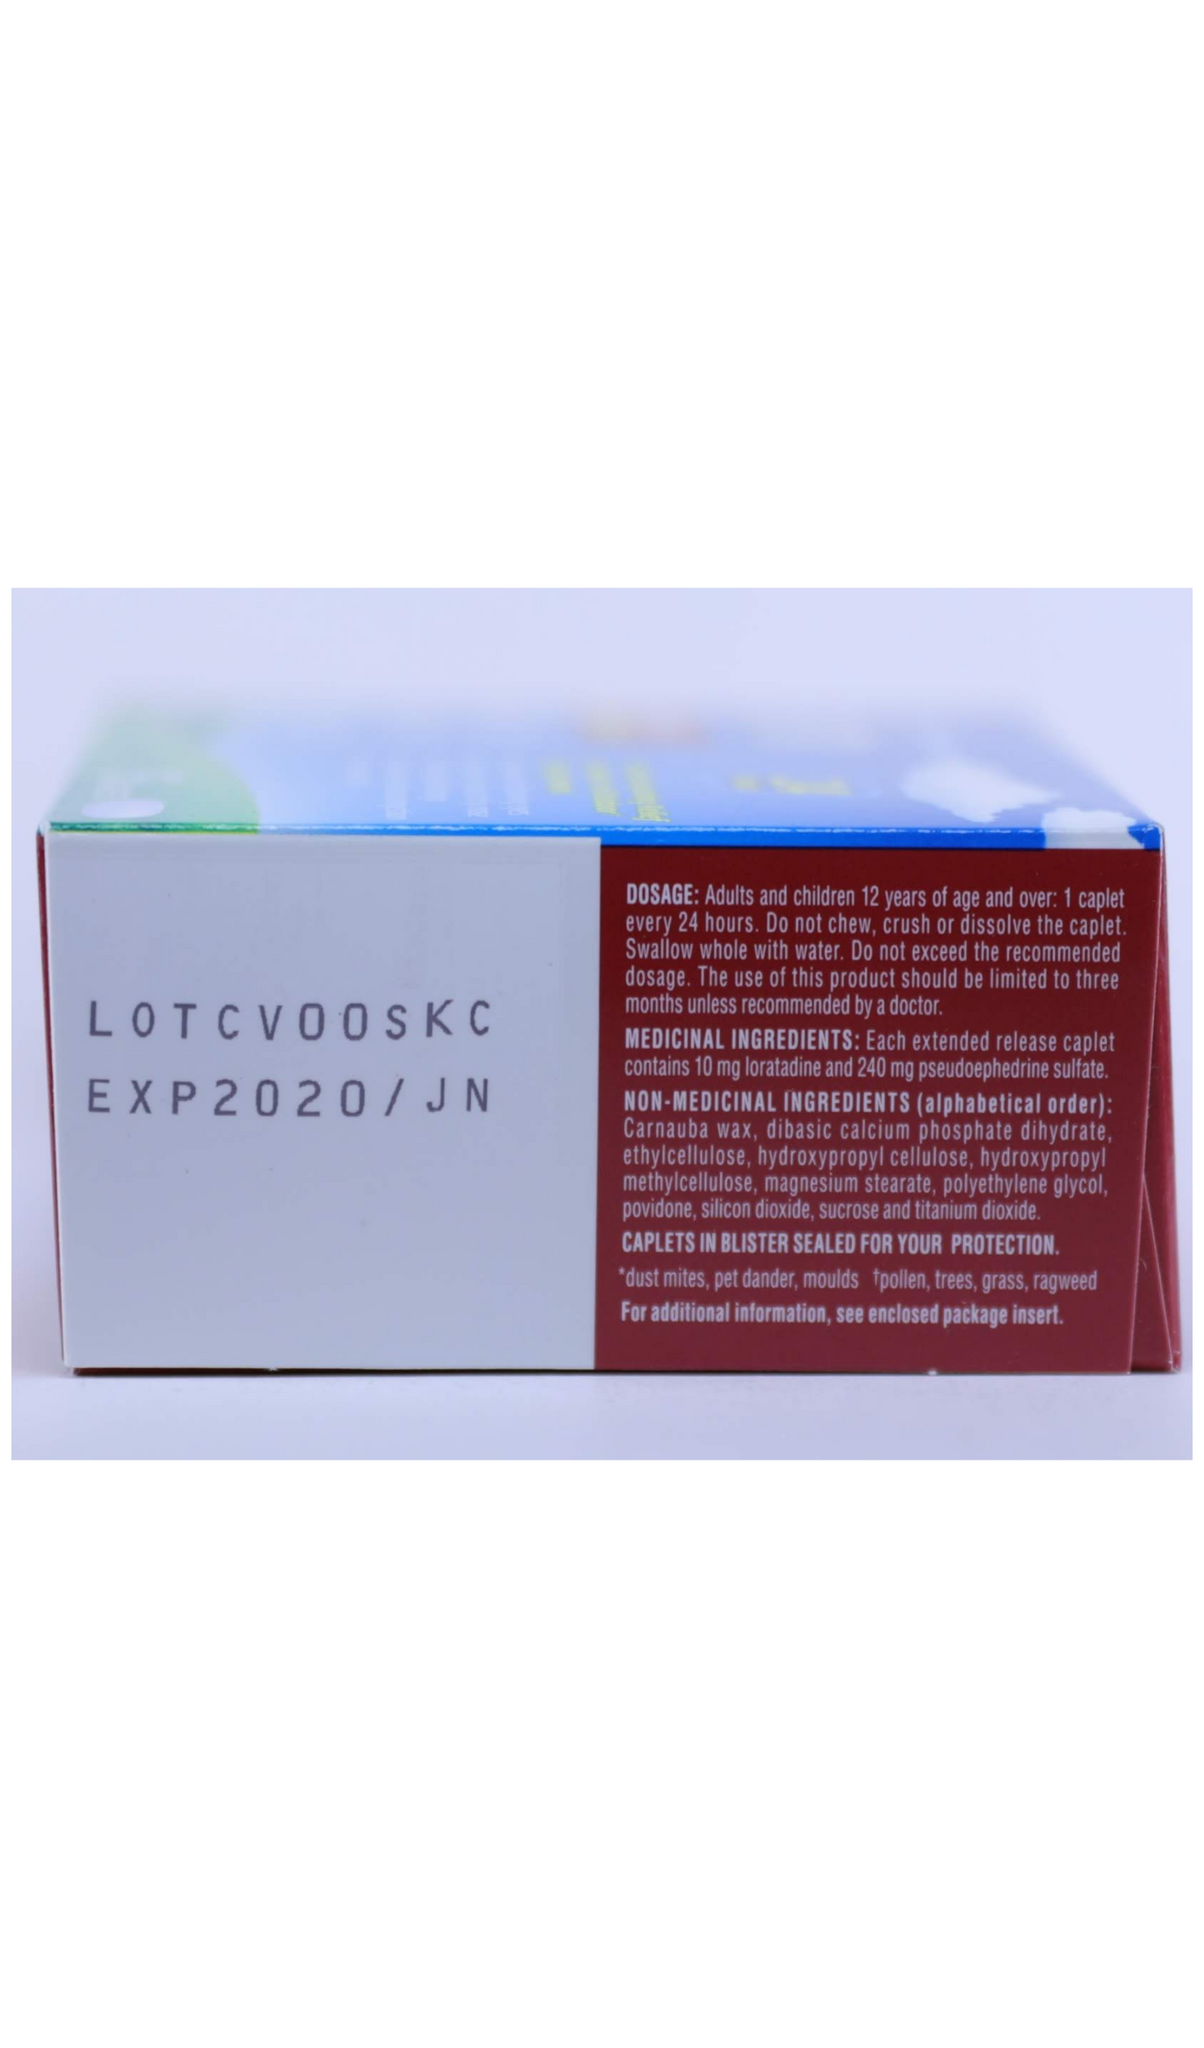 LOTCV00SKC
EXP2020/JN
DOSAGE: Adults and children 12 years of age and over: 1 caplet
every 24 hours. Do not chew, crush or dissolve the caplet.
Swallow whole with water. Do not exceed the recommended
dosage. The use of this product should be limited to three
months unless recommended by a doctor.
MEDICINAL INGREDIENTS: Each extended release caplet
contains 10 mg loratadine and 240 mg pseudoephedrine sulfate.
NON-MEDICINAL INGREDIENTS (alphabetical order):
Carnauba wax, dibasic calcium phosphate dihydrate,
ethylcellulose, hydroxypropyl cellulose, hydroxypropyl
methylcellulose, magnesium stearate, polyethylene glycol,
povidone, silicon dioxide, sucrose and titanium dioxide.
CAPLETS IN BLISTER SEALED FOR YOUR PROTECTION.
*dust mites, pet dander, moulds †pollen, trees, grass, ragweed
For additional information, see enclosed package insert.